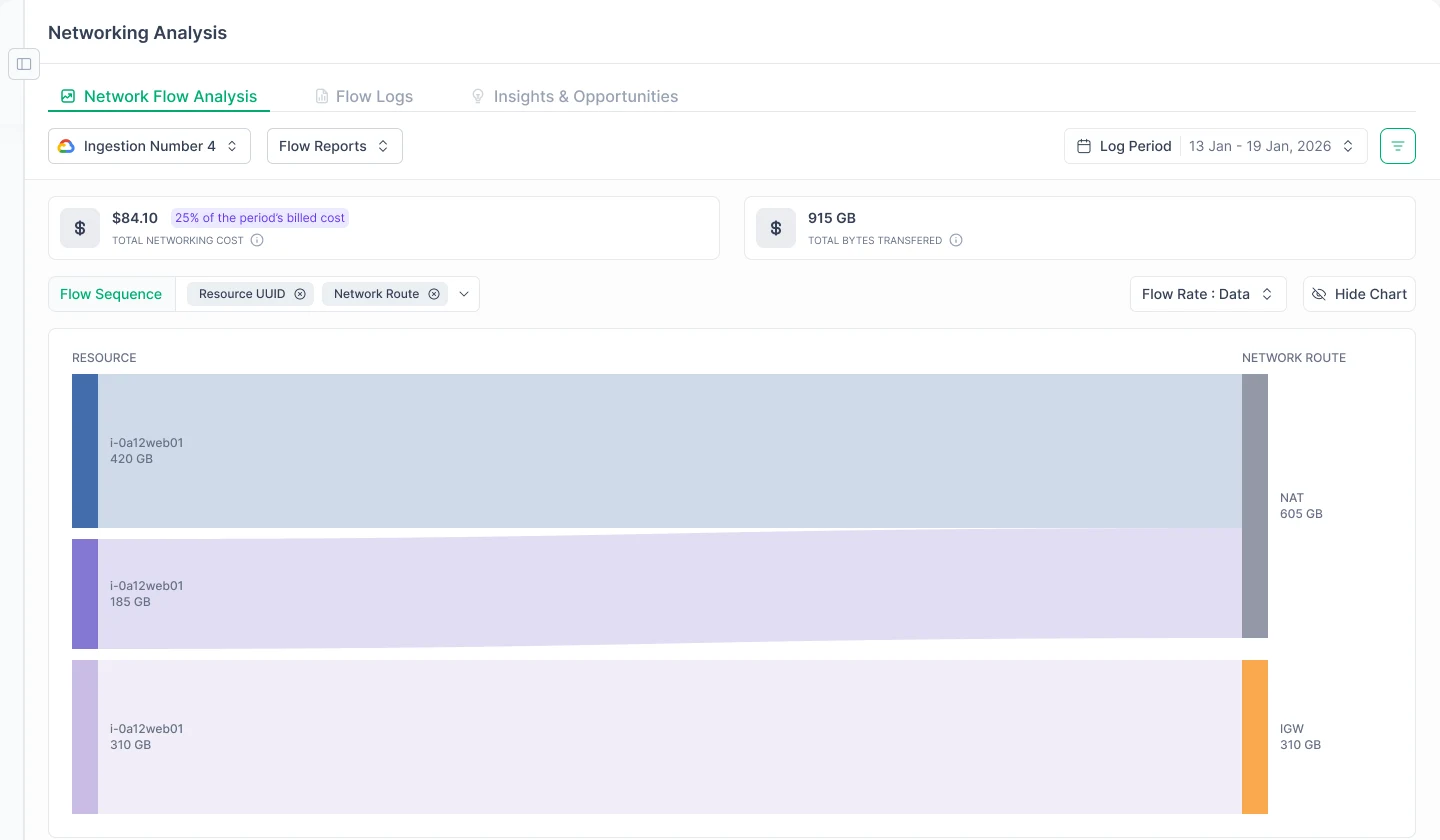 Networking Analysis
Network Flow Analysis
Flow Logs
Insights & Opportunities
Ingestion Number 4
Flow Reports
Log Period
13 Jan - 19 Jan, 2026
$
$84.10
25% of the period's billed cost
TOTAL NETWORKING COST
$
915 GB
TOTAL BYTES TRANSFERED
Flow Sequence
Resource UUID
Network Route
Flow Rate : Data
Hide Chart
RESOURCE
NETWORK ROUTE
i-0a12web01
420 GB
NAT
605 GB
i-0a12web01
185 GB
i-0a12web01
310 GB
IGW
310 GB